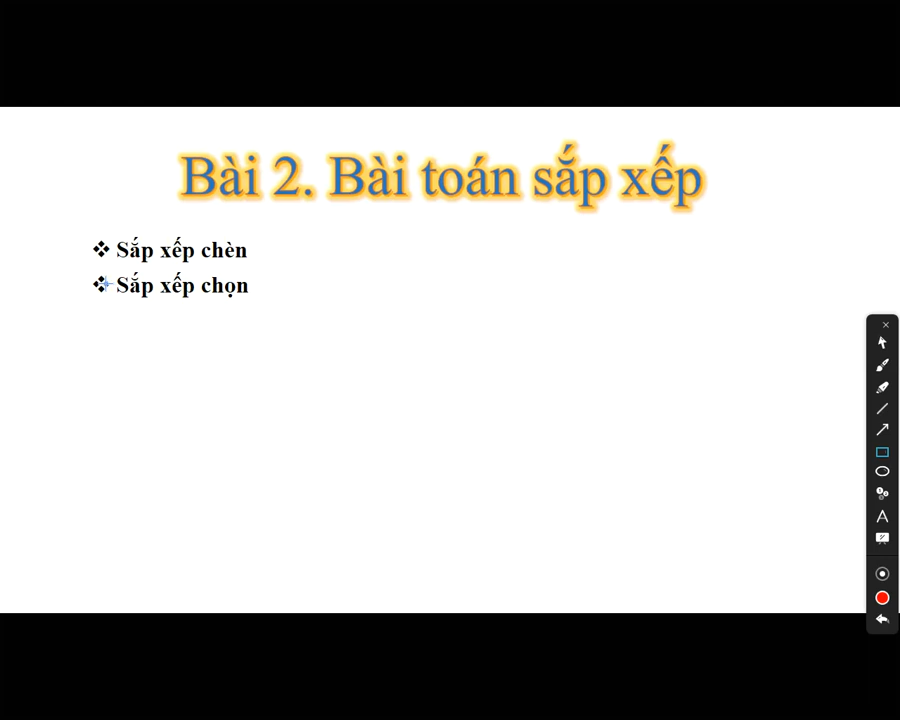 Bài 2. Bài toán sắp xếp
Sắp xếp chèn
Sắp xếp chọn